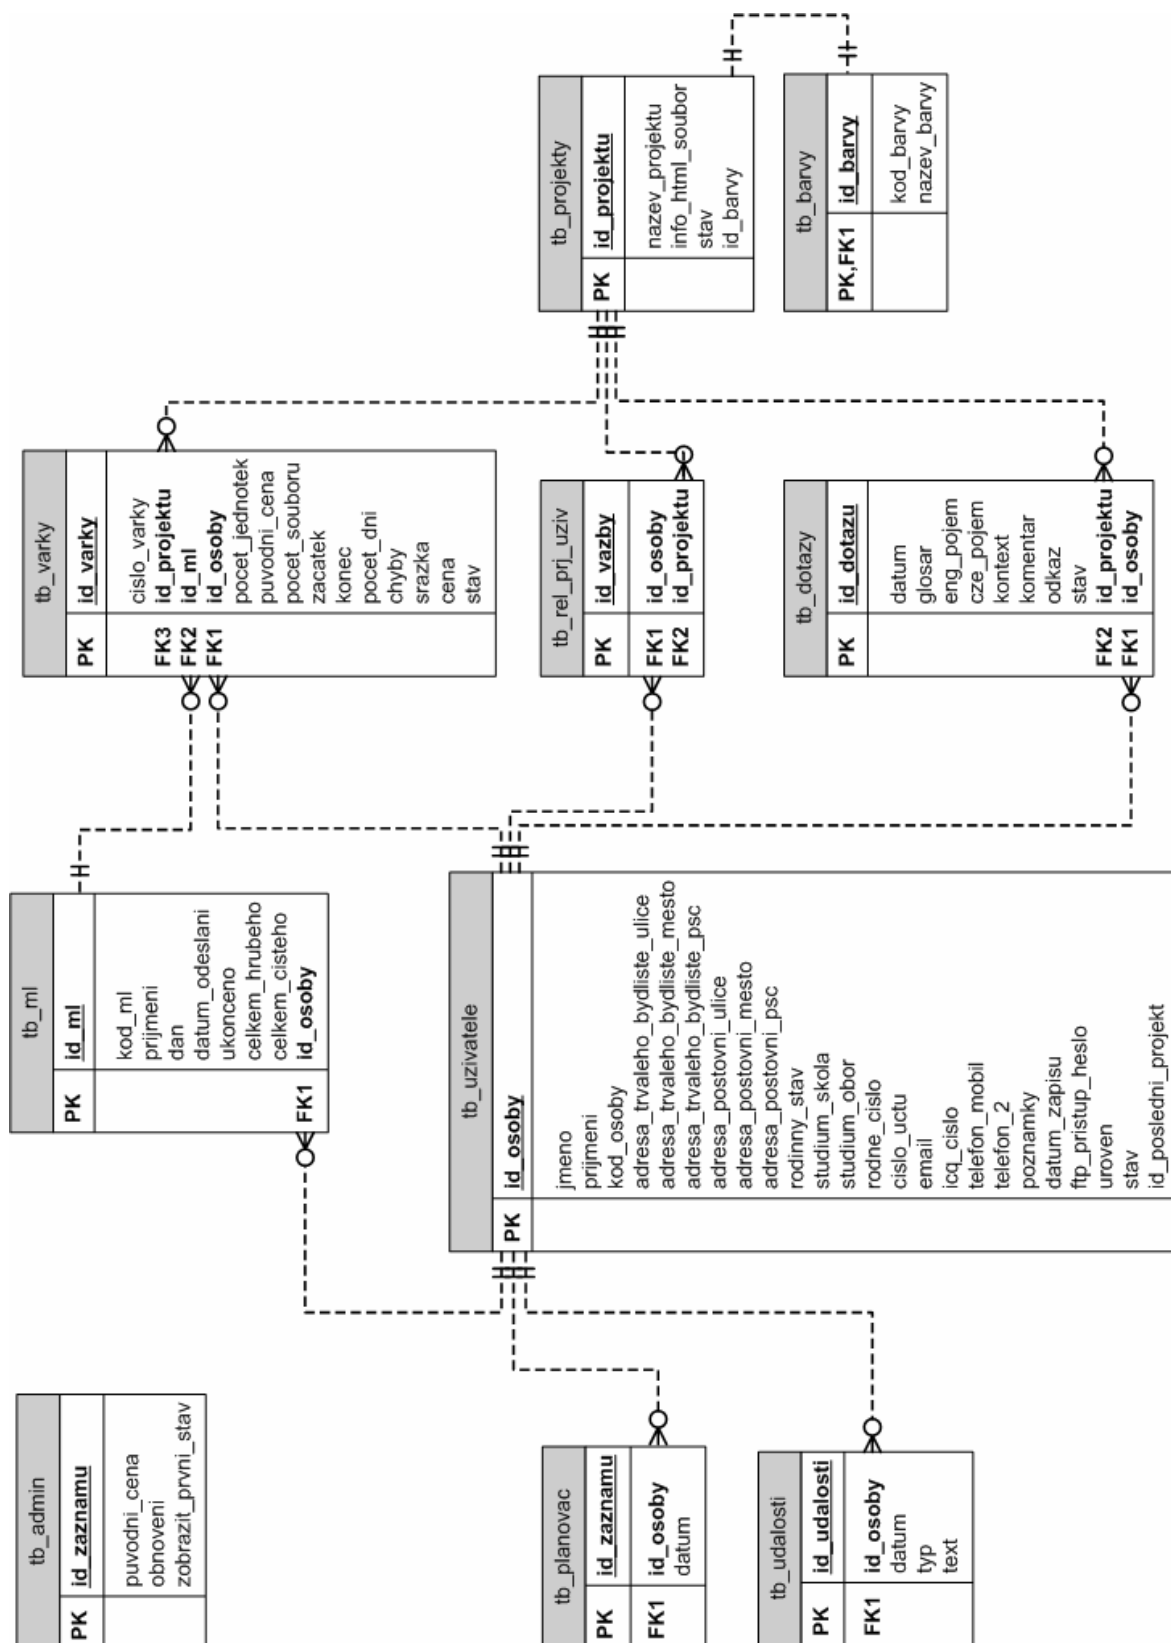 tb_admin
PK id_zaznamu
puvodni_cena
obnoveni
zobrazit_prvni_stav
tb_ml
PK id_ml
kod_ml
prijmeni
dan
datum_odeslani
ukonceno
celkem_hrubeho
celkem_cisteho
FK1 id_osoby
tb_varky
PK id_varky
cislo_varky
FK3 id_projektu
FK2 id_ml
FK1 id_osoby
pocet_jednotek
puvodni_cena
pocet_souboru
zacatek
konec
pocet_dni
chyby
srazka
cena
stav
tb_planovac
PK id_zaznamu
FK1 id_osoby
datum
tb_udalosti
PK id_udalosti
FK1 id_osoby
datum
typ
text
tb_uzivatele
PK id_osoby
jmeno
prijmeni
kod_osoby
adresa_trvaleho_bydliste_ulice
adresa_trvaleho_bydliste_mesto
adresa_trvaleho_bydliste_psc
adresa_postovni_ulice
adresa_postovni_mesto
adresa_postovni_psc
rodinny_stav
studium_skola
studium_obor
rodne_cislo
cislo_uctu
email
icq_cislo
telefon_mobil
telefon_2
poznamky
datum_zapisu
ftp_pristup_heslo
uroven
stav
id_posledni_projekt
tb_rel_prj_uziv
PK id_vazby
FK1 id_osoby
FK2 id_projektu
tb_dotazy
PK id_dotazu
datum
glosar
eng_pojem
cze_pojem
kontext
komentar
odkaz
stav
FK2 id_projektu
FK1 id_osoby
tb_projekty
PK id_projektu
nazev_projektu
info_html_soubor
stav
id_barvy
tb_barvy
PK,FK1 id_barvy
kod_barvy
nazev_barvy